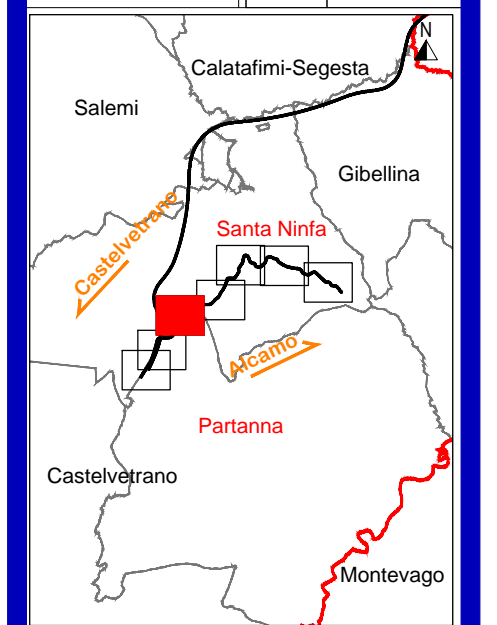 N
Calatafimi-Segesta
Salemi
Gibellina
Castelvetrano
Santa Ninfa
Alcamo
Partanna
Castelvetrano
Montevago